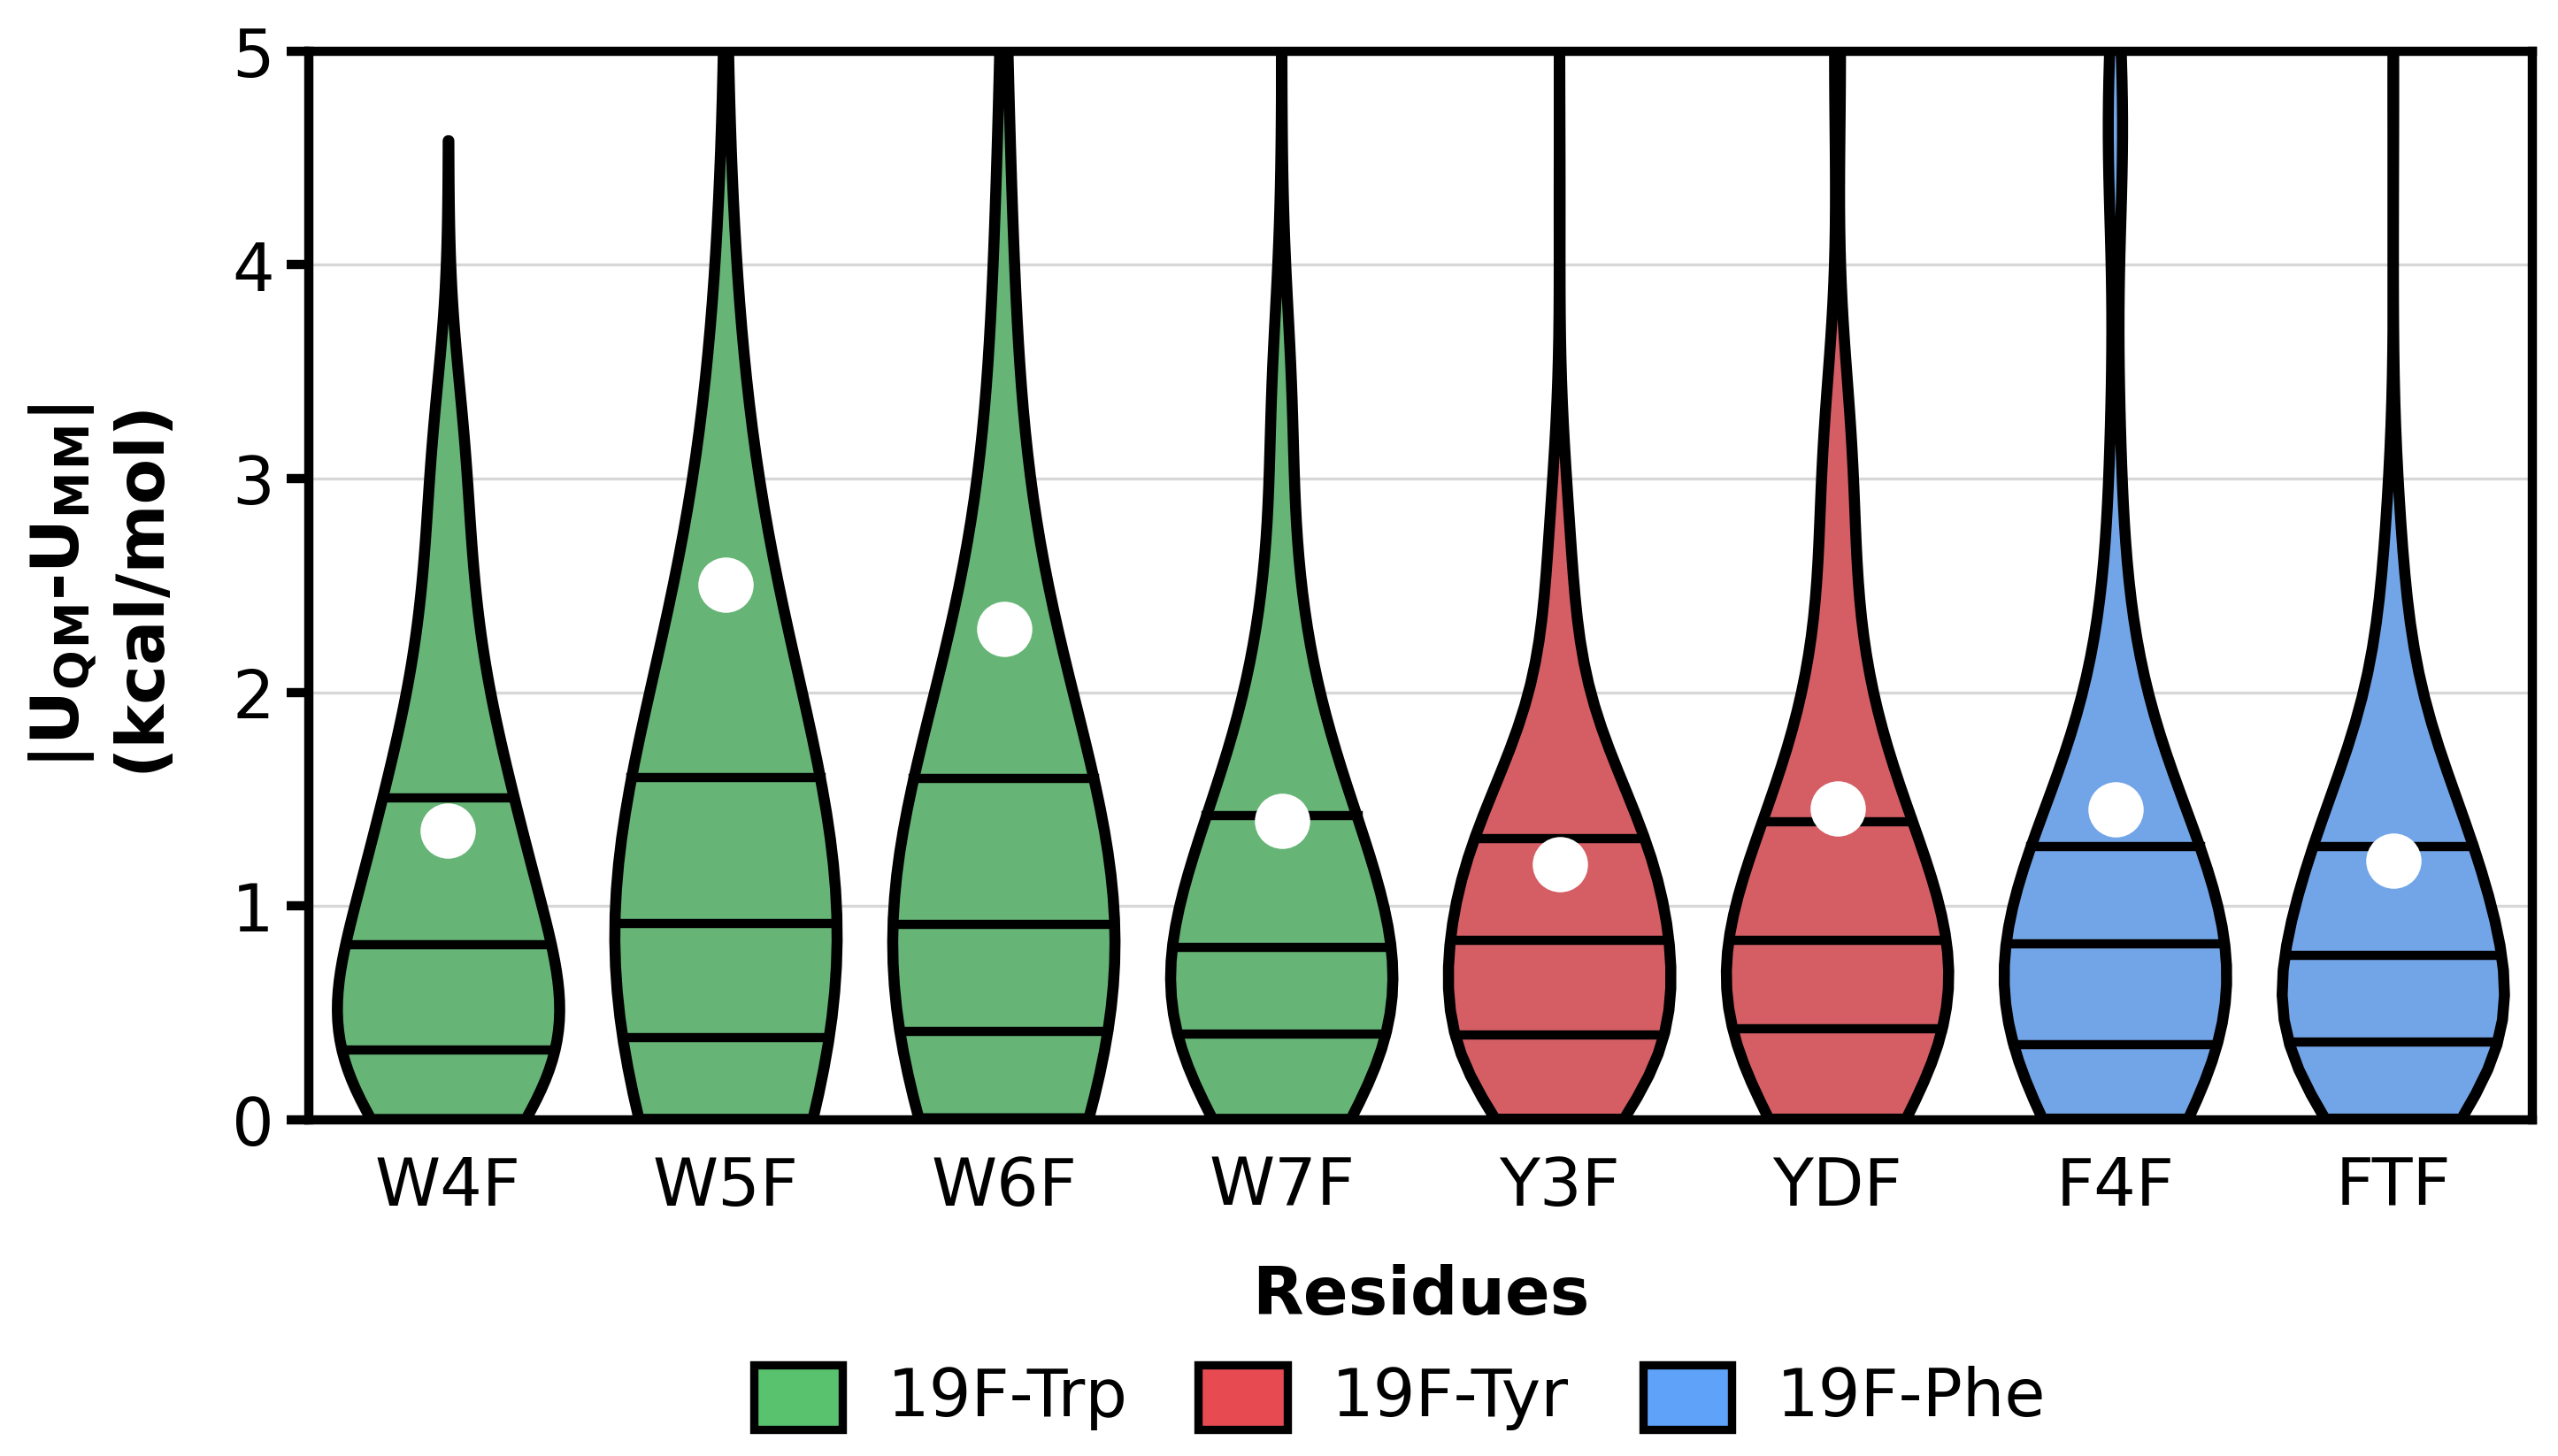 5
4
3
2
1
0
|UQM-UMM|
(kcal/mol)
W4F W5F W6F W7F Y3F YDF F4F FTF
Residues
19F-Trp 19F-Tyr 19F-Phe